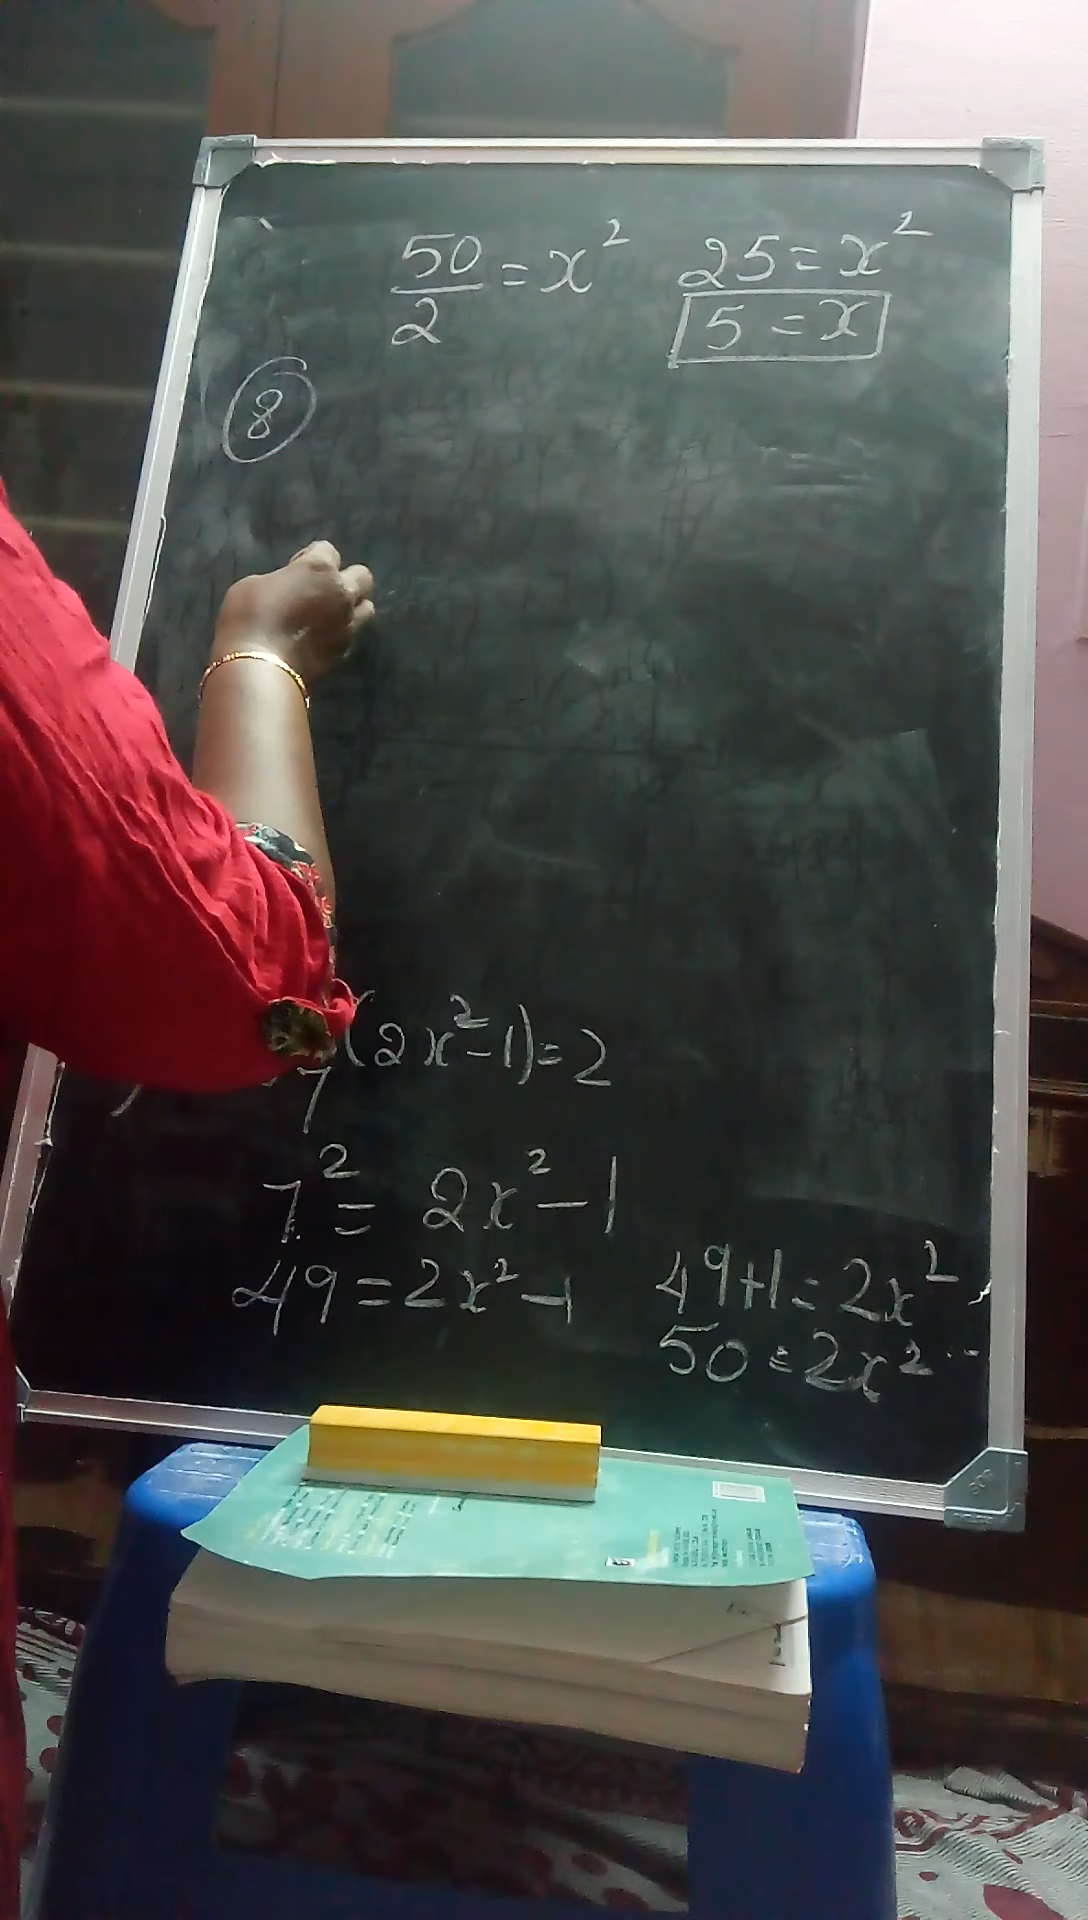 50/2 = x² 25 = x²
5 = x
8
7 (2x²-1) = 2
7² = 2x² - 1
49 = 2x² - 1 49+1 = 2x²
50 = 2x²